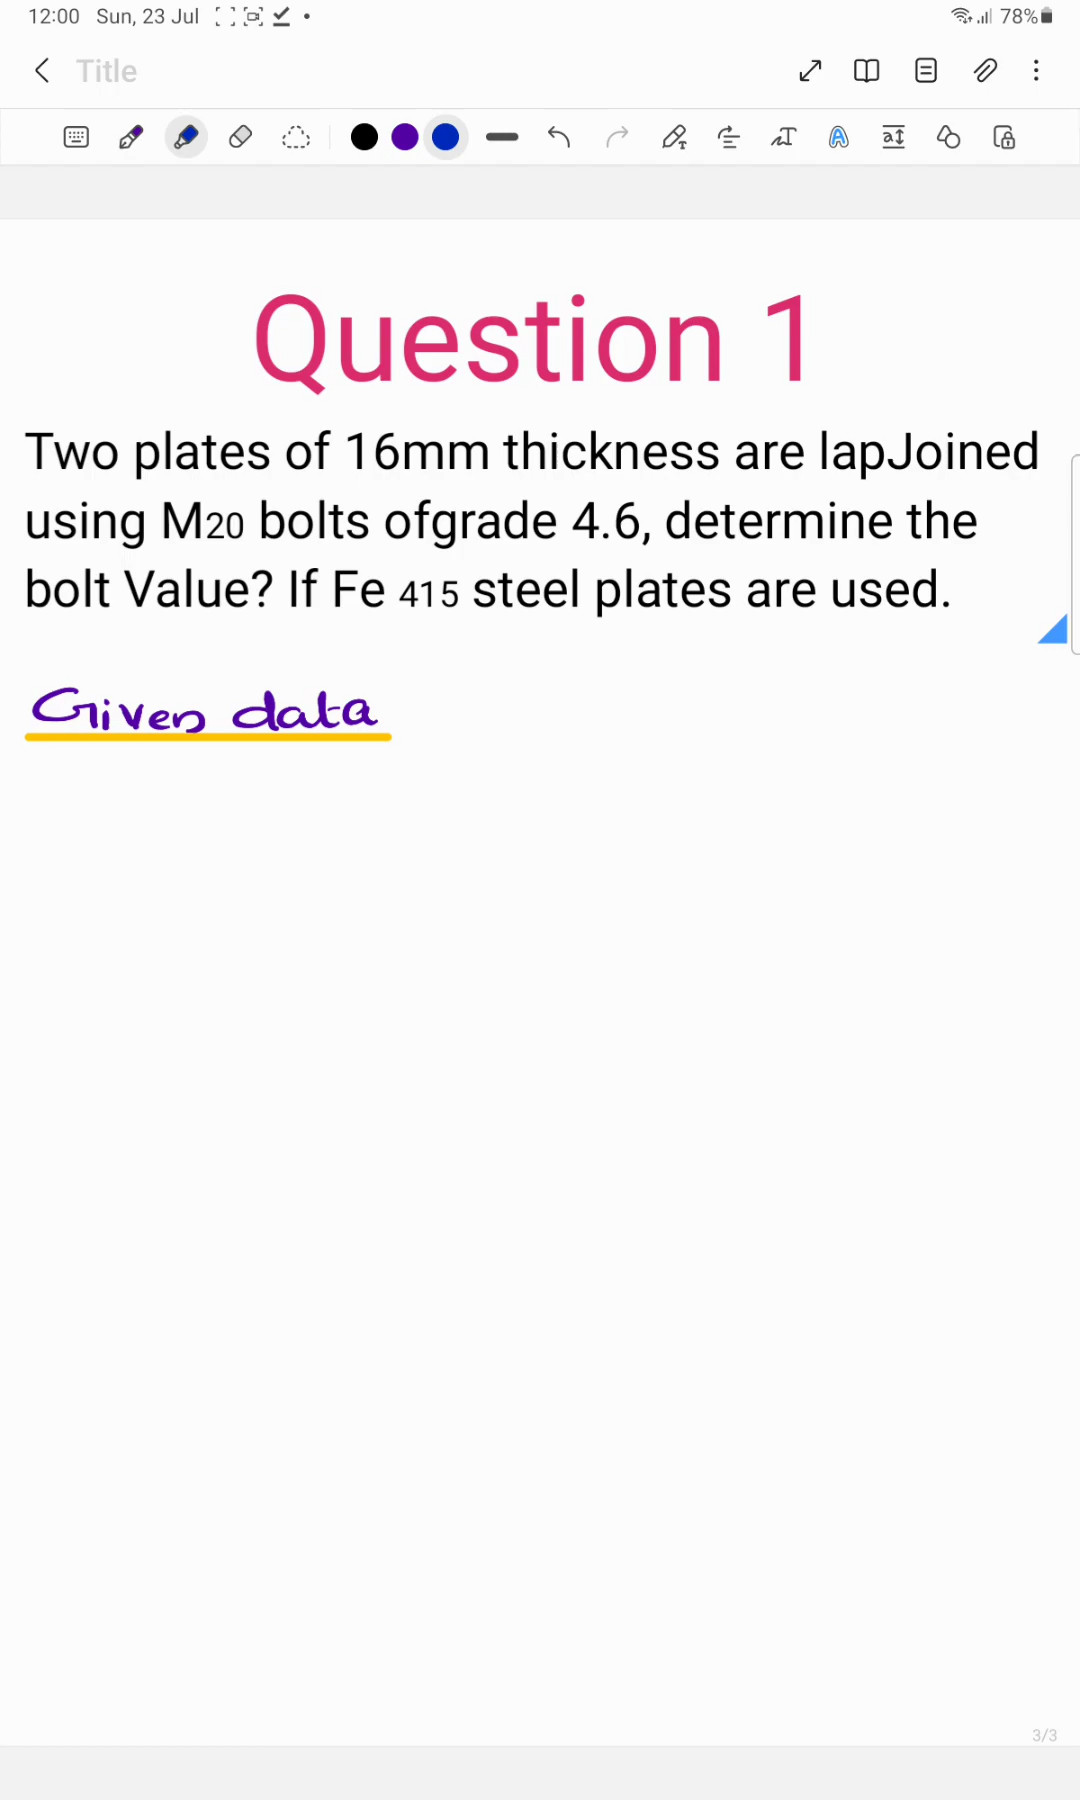 12:00 Sun, 23 Jul 78%
Title
Question 1
Two plates of 16mm thickness are lapJoined
using M20 bolts ofgrade 4.6, determine the
bolt Value? If Fe 415 steel plates are used.
Given data
3/3